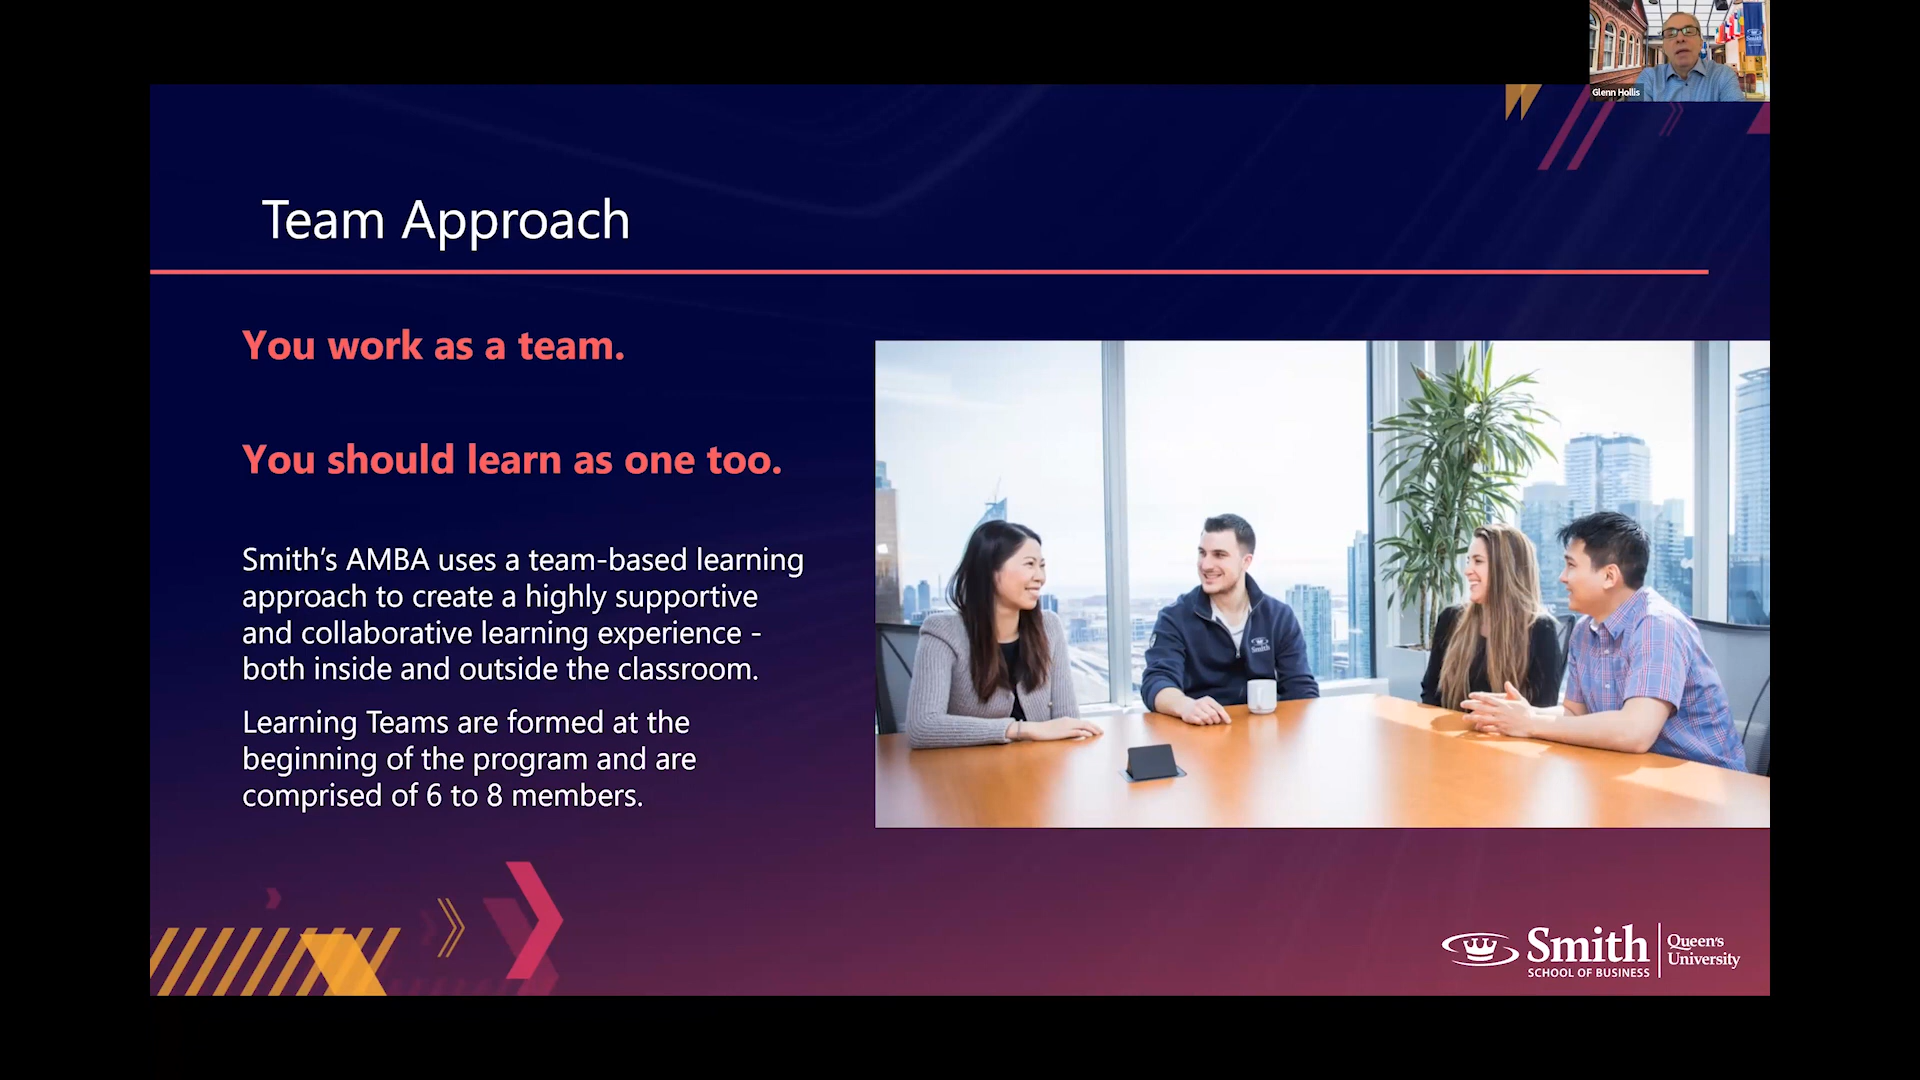 Glenn Hollis
Team Approach
You work as a team.
You should learn as one too.
Smith’s AMBA uses a team-based learning
approach to create a highly supportive
and collaborative learning experience -
both inside and outside the classroom.
Learning Teams are formed at the
beginning of the program and are
comprised of 6 to 8 members.
Smith
Smith
Smith
SCHOOL OF BUSINESS
Queen's
University